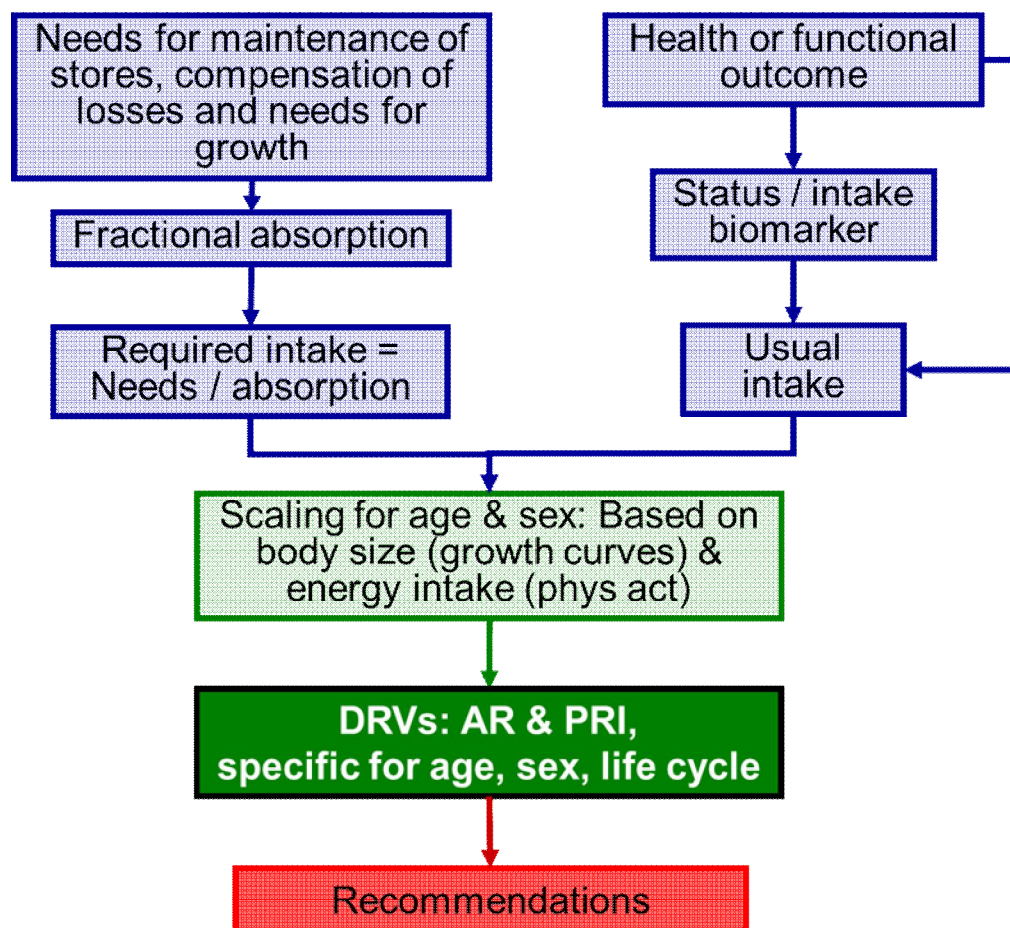 Needs for maintenance of
stores, compensation of
losses and needs for
growth
Fractional absorption
Required intake =
Needs / absorption
Health or functional
outcome
Status / intake
biomarker
Usual
intake
Scaling for age & sex: Based on
body size (growth curves) &
energy intake (phys act)
DRVs: AR & PRI,
specific for age, sex, life cycle
Recommendations